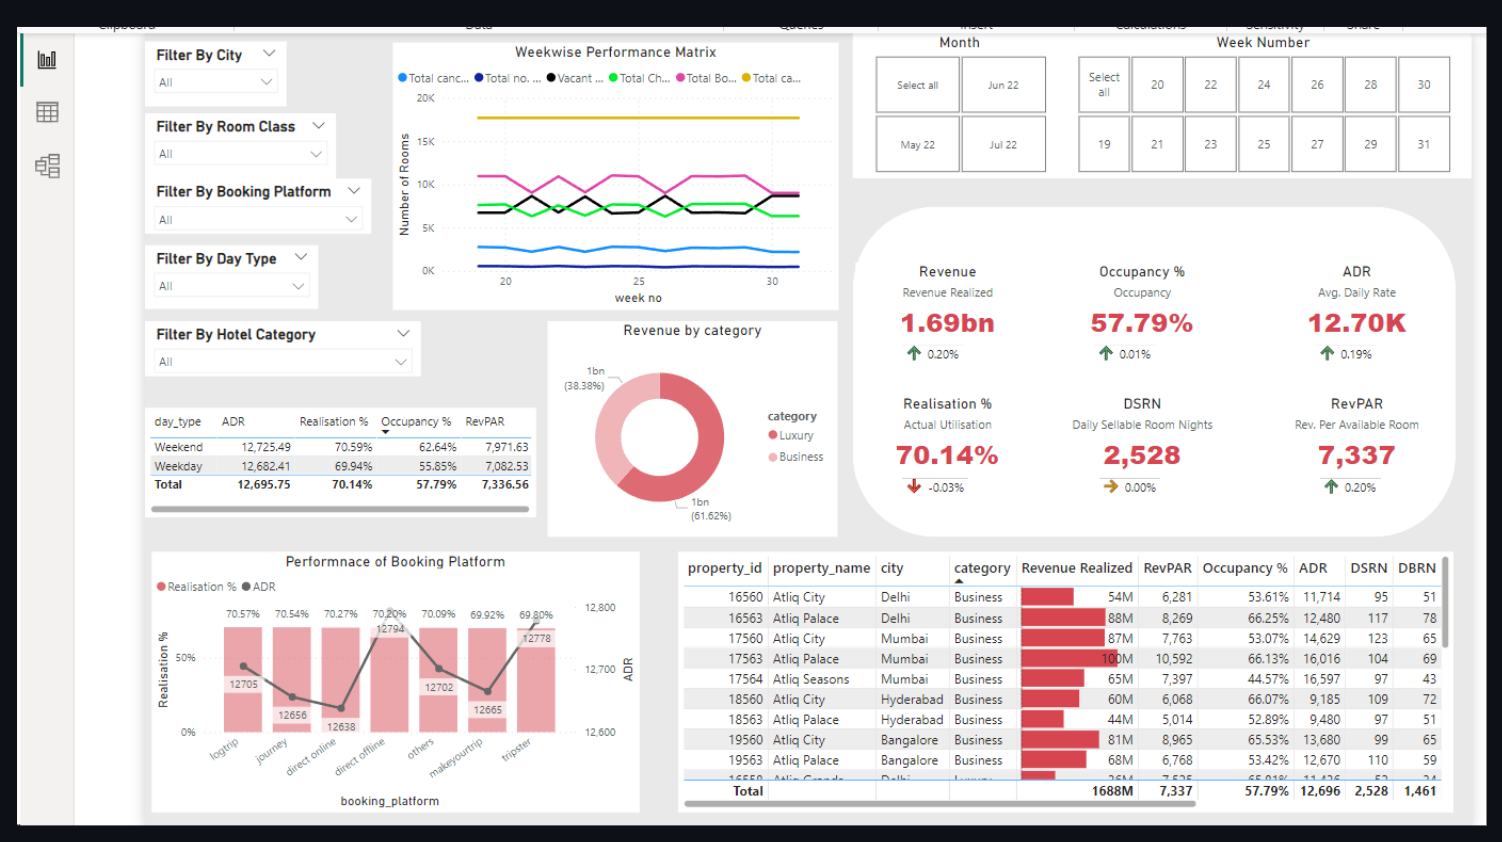 Filter By City
All
Filter By Room Class
All
Filter By Booking Platform
All
Filter By Day Type
All
Filter By Hotel Category
All
Weekwise Performance Matrix
Total canc... Total no. ... Vacant ... Total Ch... Total Bo... Total ca...
Number of Rooms
20K
15K
10K
5K
0K
20 25 30
week no
Month
Select all Jun 22
May 22 Jul 22
Week Number
Select all 20 22 24 26 28 30
19 21 23 25 27 29 31
Revenue Occupancy % ADR
Revenue Realized Occupancy Avg. Daily Rate
1.69bn 57.79% 12.70K
0.20% 0.01% 0.19%
Realisation % DSRN RevPAR
Actual Utilisation Daily Sellable Room Nights Rev. Per Available Room
70.14% 2,528 7,337
-0.03% 0.00% 0.20%
day_type ADR Realisation % Occupancy % RevPAR
Weekend 12,725.49 70.59% 62.64% 7,971.63
Weekday 12,682.41 69.94% 55.85% 7,082.53
Total 12,695.75 70.14% 57.79% 7,336.56
Revenue by category
1bn
(38.38%)
1bn
(61.62%)
category
Luxury
Business
Performnace of Booking Platform
Realisation % ADR
Realisation %
50%
0%
70.57% 70.54% 70.27% 70.20% 70.09% 69.92% 69.80%
12705 12656 12638 12794 12702 12665 12778
12,800
12,700
12,600
ADR
logtrip journey direct online direct offline others makeyourtrip tripster
booking_platform
property_id property_name city category Revenue Realized RevPAR Occupancy % ADR DSRN DBRN
16560 Atliq City Delhi Business 54M 6,281 53.61% 11,714 95 51
16563 Atliq Palace Delhi Business 88M 8,269 66.25% 12,480 117 78
17560 Atliq City Mumbai Business 87M 7,763 53.07% 14,629 123 65
17563 Atliq Palace Mumbai Business 100M 10,592 66.13% 16,016 104 69
17564 Atliq Seasons Mumbai Business 65M 7,397 44.57% 16,597 97 43
18560 Atliq City Hyderabad Business 60M 6,068 66.07% 9,185 109 72
18563 Atliq Palace Hyderabad Business 44M 5,014 52.89% 9,480 97 51
19560 Atliq City Bangalore Business 81M 8,965 65.53% 13,680 99 65
19563 Atliq Palace Bangalore Business 68M 6,768 53.42% 12,670 110 59
Total 1688M 7,337 57.79% 12,696 2,528 1,461